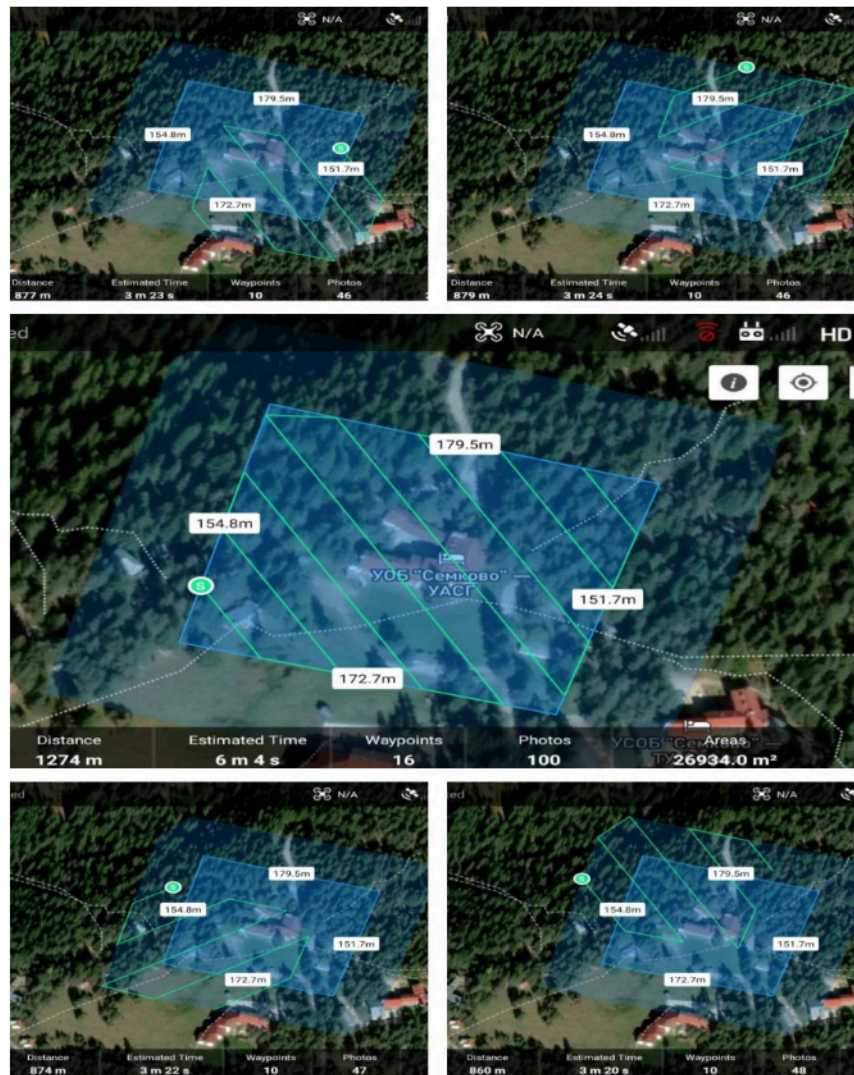 N/A
179.5m
154.8m
S
151.7m
172.7m
Distance Estimated Time Waypoints Photos
877 m 3 m 23 s 10 46
N/A
S
179.5m
154.8m
151.7m
172.7m
Distance Estimated Time Waypoints Photos
879 m 3 m 24 s 10 46
ed N/A HD
i
179.5m
154.8m
УОБ "Семково" —
УАСГ
S
151.7m
172.7m
УСОБ "Семково" —
Distance Estimated Time Waypoints Photos Areas
1274 m 6 m 4 s 16 100 26934.0 m²
ted N/A
179.5m
S
154.8m
151.7m
172.7m
Distance Estimated Time Waypoints Photos
874 m 3 m 22 s 10 47
ted N/A
179.5m
S
154.8m
151.7m
172.7m
Distance Estimated Time Waypoints Photos
860 m 3 m 20 s 10 48